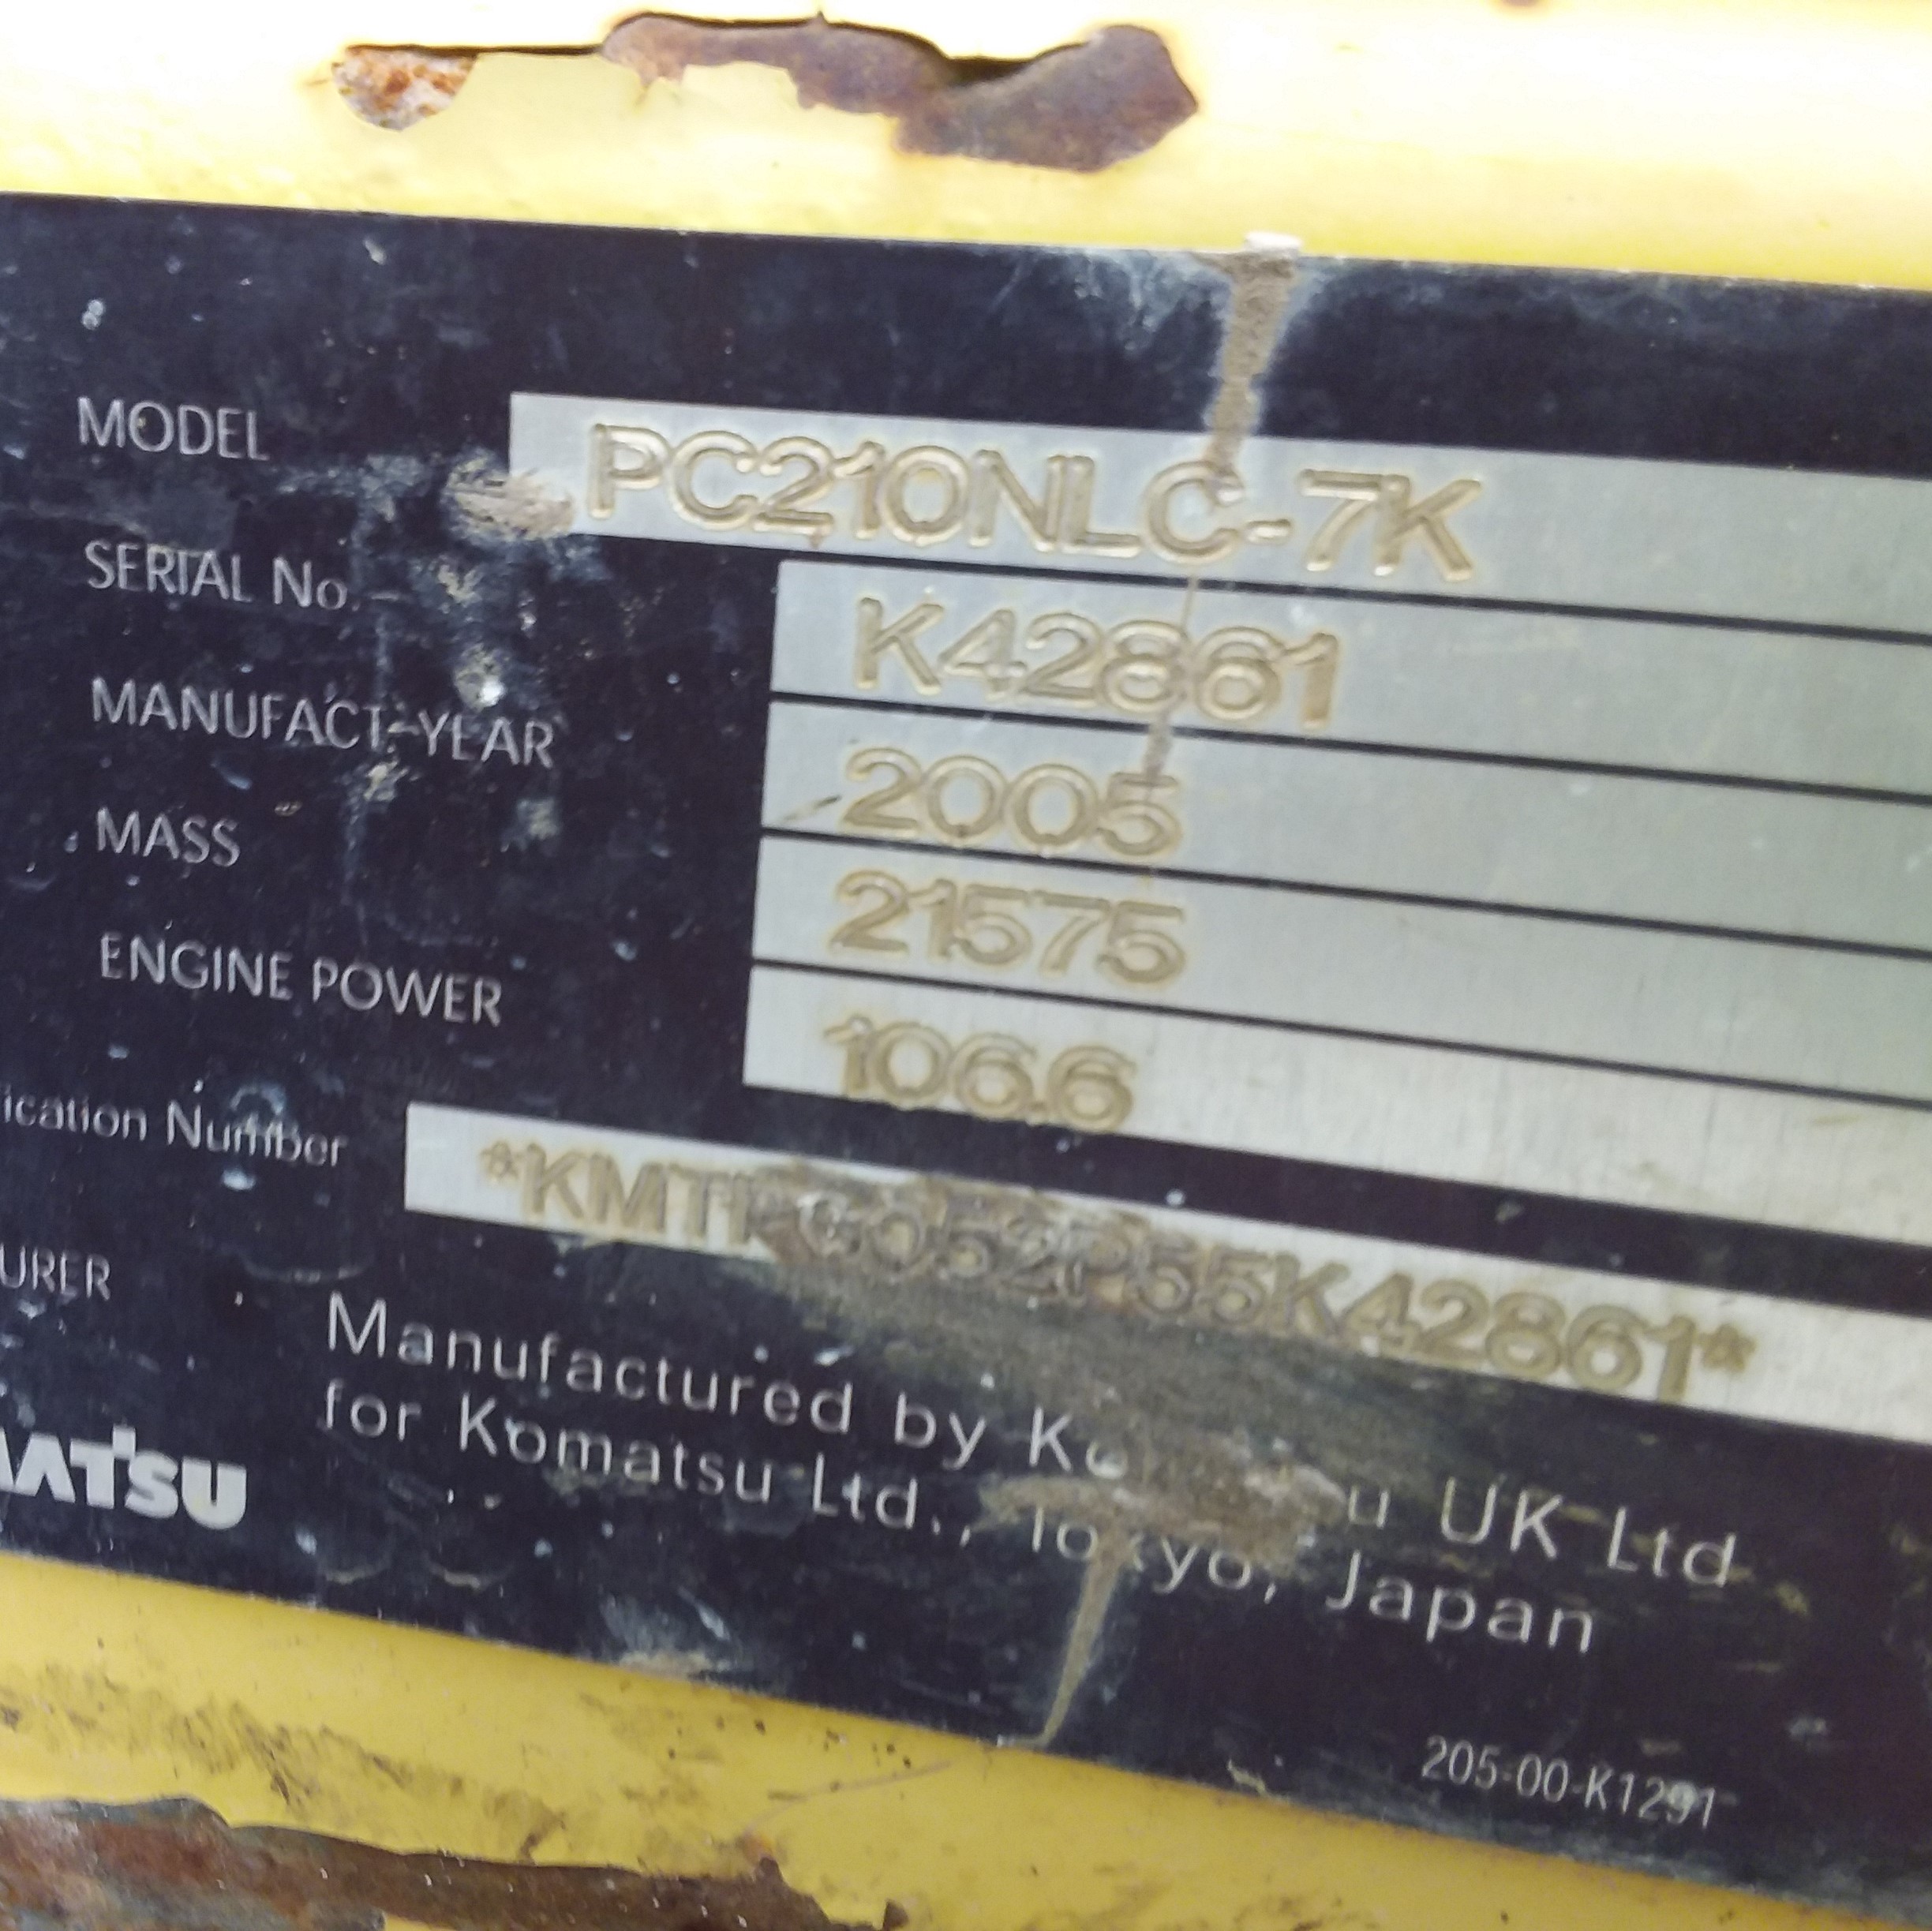 MODEL PC210NLC-7K
SERIAL No. K42861
MANUFACT-YEAR 2005
MASS 21575
ENGINE POWER 106.6
ication Number
URER
Manufactured by UK Ltd
for Komatsu Ltd., Tokyo, Japan
MATSU
205-00-K1291